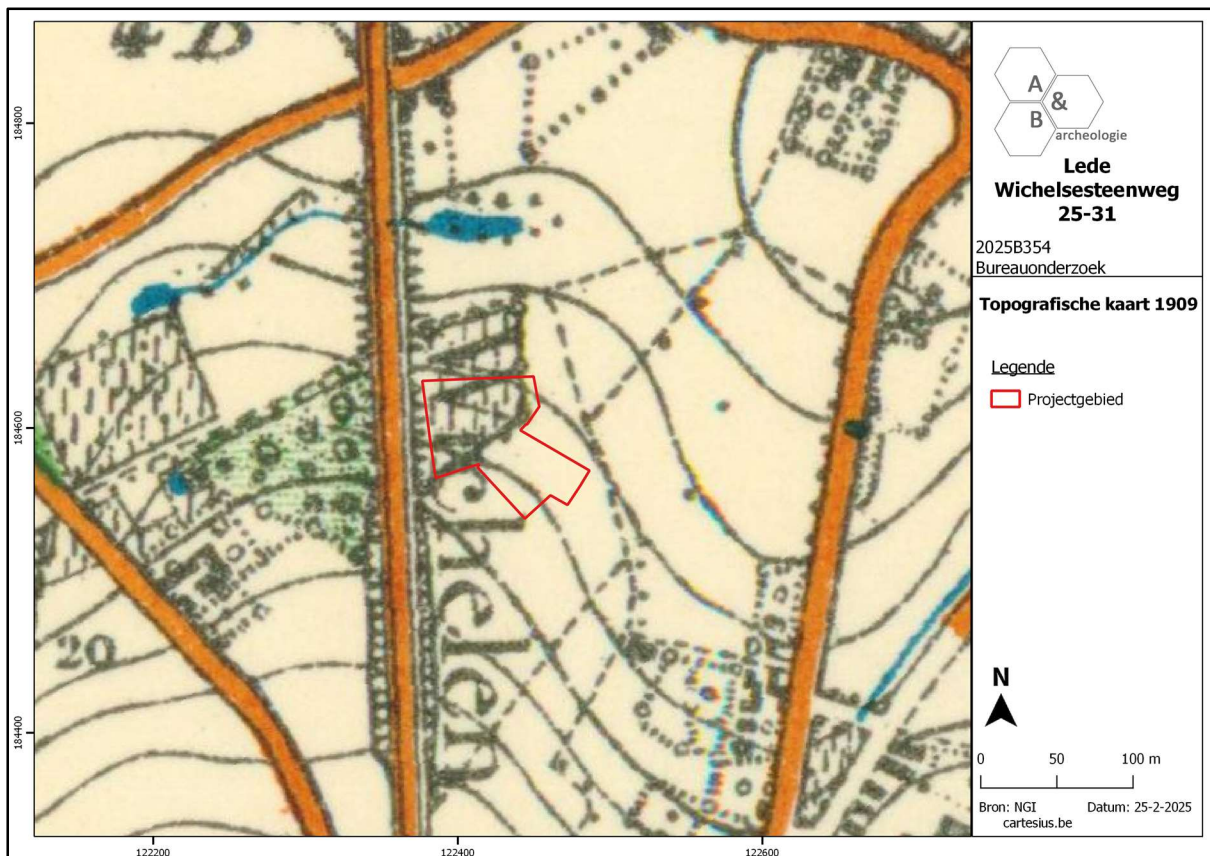 184800
184600
184400
122200
122400
122600
20
A
&
B
archeologie
Lede
Wichelsesteenweg
25-31
2025B354
Bureauonderzoek
Topografische kaart 1909
Legende
Projectgebied
N
0 50 100 m
Bron: NGI Datum: 25-2-2025
cartesius.be